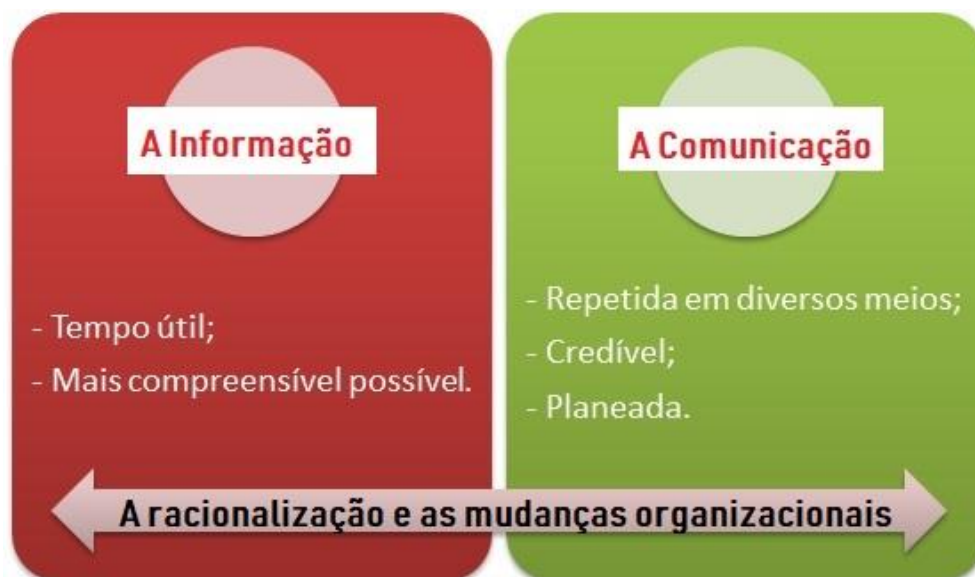 A Informação
- Tempo útil;
- Mais compreensível possível.
A Comunicação
- Repetida em diversos meios;
- Credível;
- Planeada.
A racionalização e as mudanças organizacionais